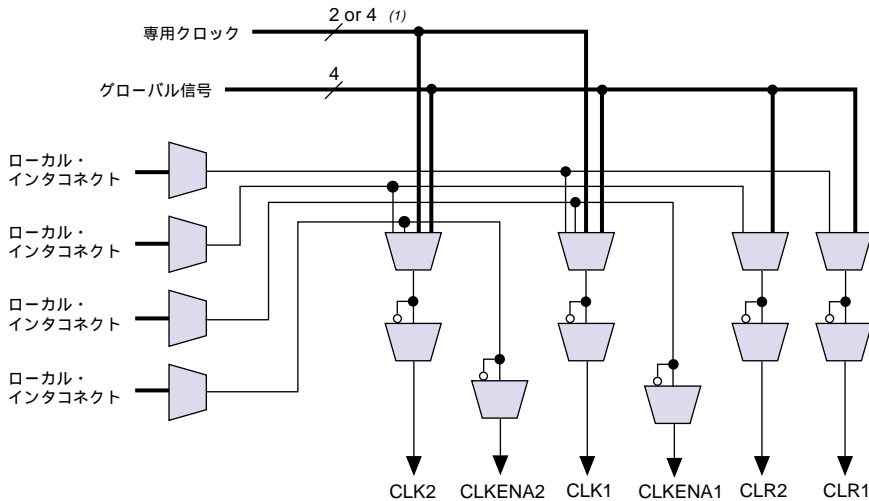 専用クロック
2 or 4 (1)
グローバル信号
4
ローカル・
インタコネクト
ローカル・
インタコネクト
ローカル・
インタコネクト
ローカル・
インタコネクト
CLK2
CLKENA2
CLK1
CLKENA1
CLR2
CLR1